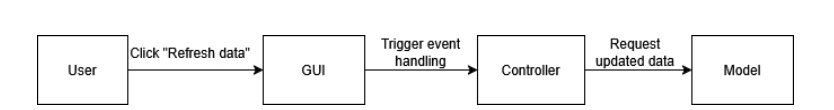 User
Click "Refresh data"
GUI
Trigger event
handling
Controller
Request
updated data
Model